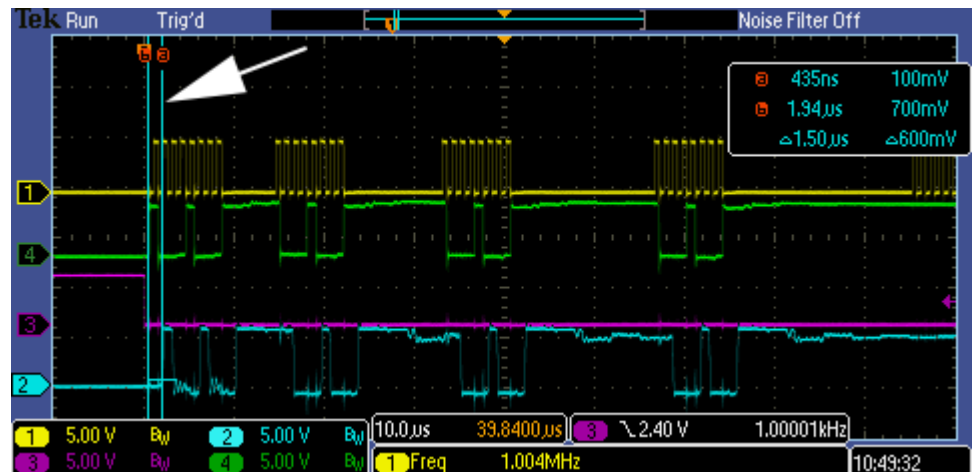 Tek Run Trig'd Noise Filter Off
b a
a 435ns 100mV
b 1.94µs 700mV
△1.50µs △600mV
1
4
3
2
1 5.00 V BW 2 5.00 V BW 10.0µs 39.8400µs 3 \ 2.40 V 1.00001kHz
3 5.00 V BW 4 5.00 V BW 1 Freq 1.004MHz 10:49:32